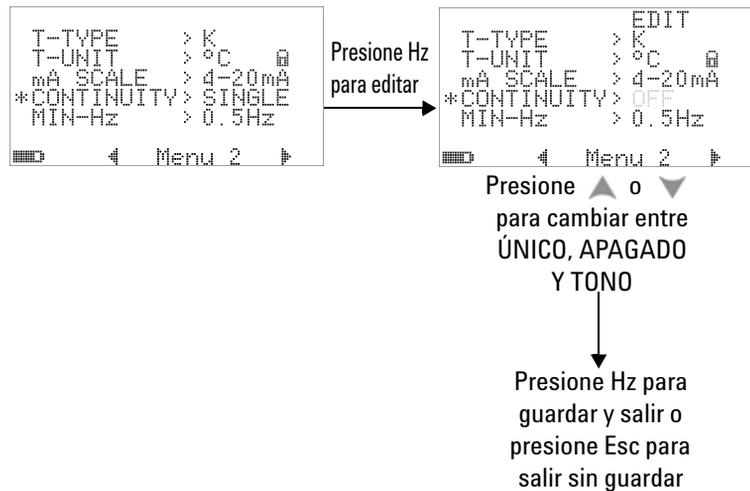 T-TYPE > K
T-UNIT > °C
mA SCALE > 4-20mA
*CONTINUITY> SINGLE
MIN-Hz > 0.5Hz
Menu 2
Presione Hz
para editar
EDIT
T-TYPE > K
T-UNIT > °C
mA SCALE > 4-20mA
*CONTINUITY> OFF
MIN-Hz > 0.5Hz
Menu 2
Presione o
para cambiar entre
ÚNICO, APAGADO
Y TONO
Presione Hz para
guardar y salir o
presione Esc para
salir sin guardar